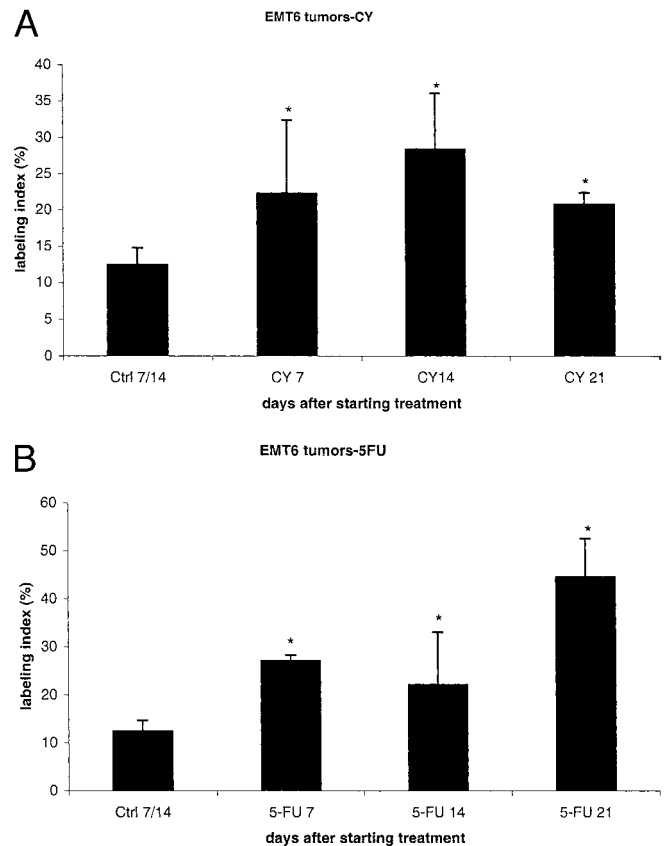 A
EMT6 tumors-CY
40
35
30
25
20
15
10
5
0
labeling index (%)
*
*
*
Ctrl 7/14 CY 7 CY14 CY 21
days after starting treatment
B
EMT6 tumors-5FU
60
50
40
30
20
10
0
labeling index (%)
*
*
*
Ctrl 7/14 5-FU 7 5-FU 14 5-FU 21
days after starting treatment